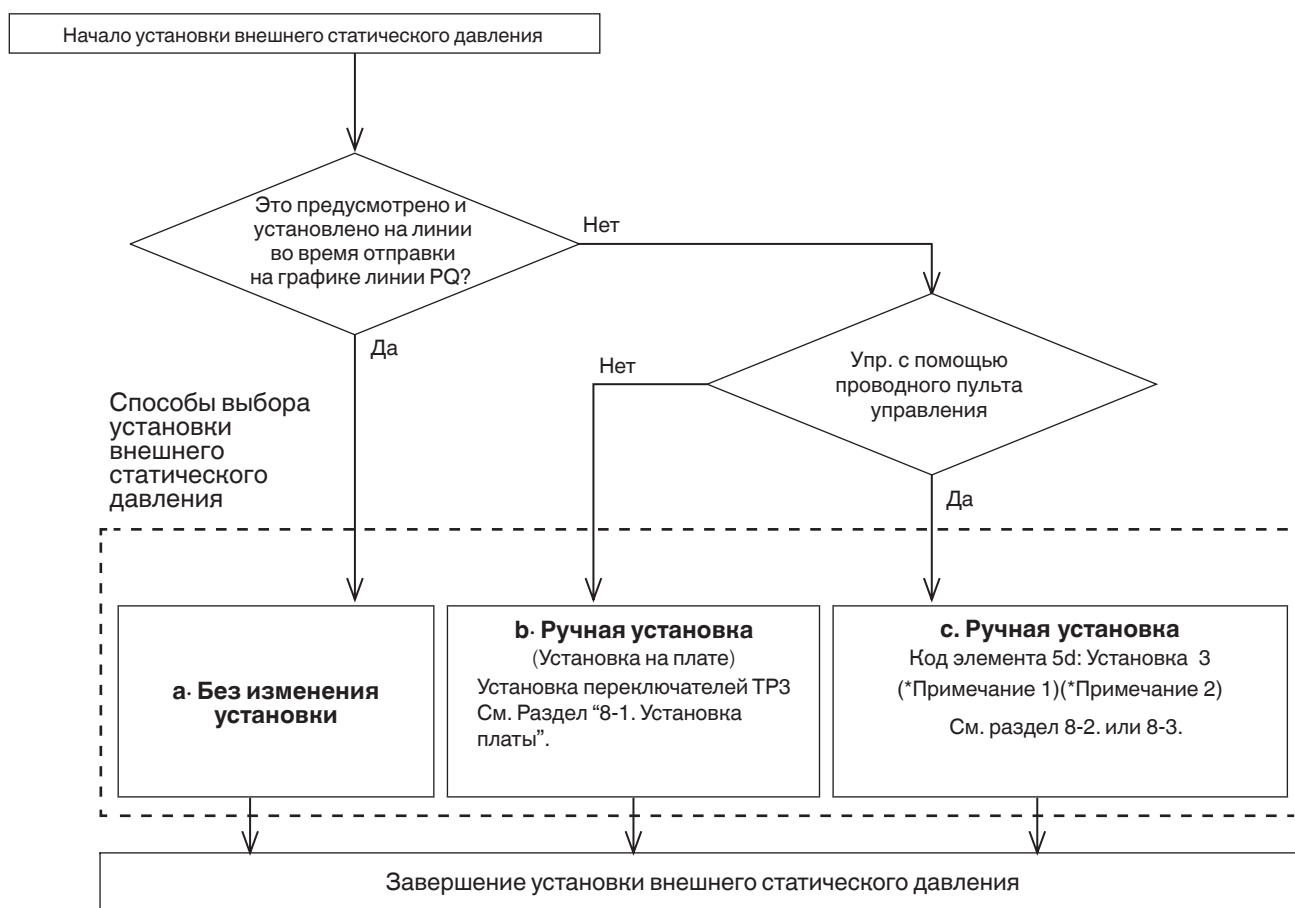 Начало установки внешнего статического давления
Это предусмотрено и
установлено на линии
во время отправки
на графике линии PQ?
Нет
Да
Упр. с помощью
проводного пульта
управления
Нет
Да
Способы выбора
установки
внешнего
статического
давления
a· Без изменения
установки
b· Ручная установка
(Установка на плате)
Установка переключателей TP3
См. Раздел “8-1. Установка
платы”.
c. Ручная установка
Код элемента 5d: Установка 3
(*Примечание 1)(*Примечание 2)
См. раздел 8-2. или 8-3.
Завершение установки внешнего статического давления